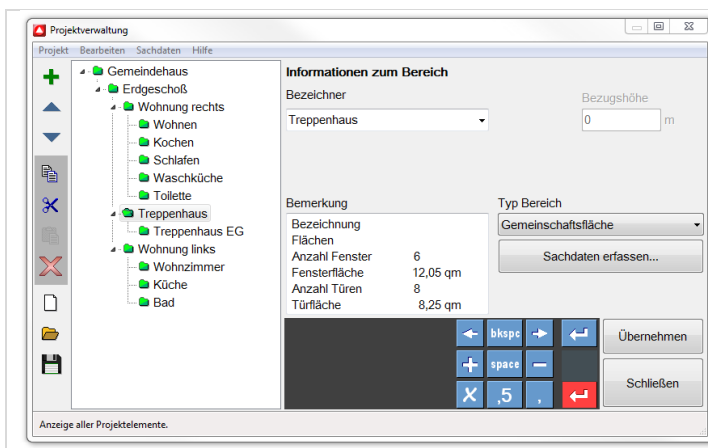 Projektverwaltung
Projekt Bearbeiten Sachdaten Hilfe
Gemeindehaus
Erdgeschoß
Wohnung rechts
Wohnen
Kochen
Schlafen
Waschküche
Toilette
Treppenhaus
Treppenhaus EG
Wohnung links
Wohnzimmer
Küche
Bad
Informationen zum Bereich
Bezeichner
Bezugshöhe
Treppenhaus
0 m
Bemerkung
Typ Bereich
Bezeichnung
Flächen
Anzahl Fenster 6
Fensterfläche 12,05 qm
Anzahl Türen 8
Türfläche 8,25 qm
Gemeinschaftsfläche
Sachdaten erfassen...
bkspc
space
,5 ,
Übernehmen
Schließen
Anzeige aller Projektelemente.